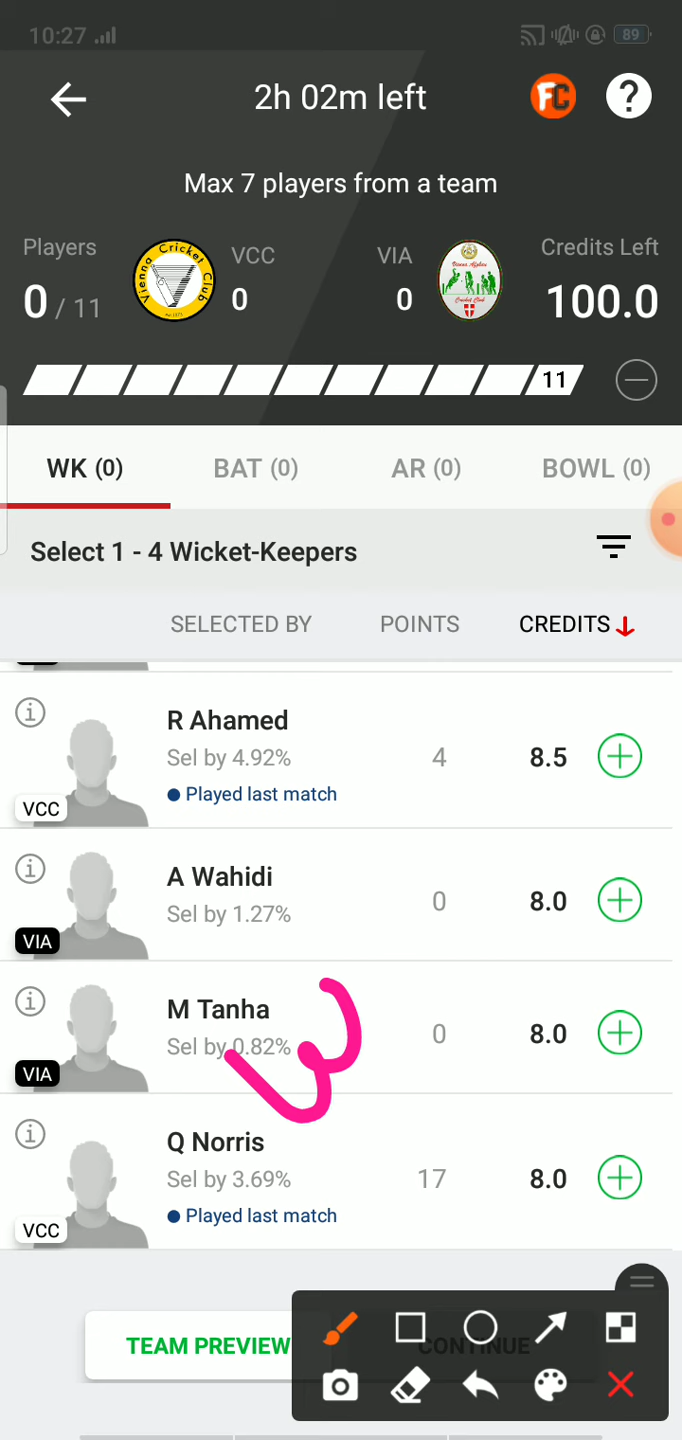 10:27
89
2h 02m left
FC
?
Max 7 players from a team
Players
VCC
VIA
Credits Left
Vienna Cricket Club
0 / 11
0
0
100.0
11
WK (0)
BAT (0)
AR (0)
BOWL (0)
Select 1 - 4 Wicket-Keepers
SELECTED BY
POINTS
CREDITS
R Ahamed
Sel by 4.92%
4
8.5
Played last match
VCC
A Wahidi
Sel by 1.27%
0
8.0
VIA
M Tanha
Sel by 0.82%
0
8.0
VIA
Q Norris
Sel by 3.69%
17
8.0
Played last match
VCC
TEAM PREVIEW
CONTINUE